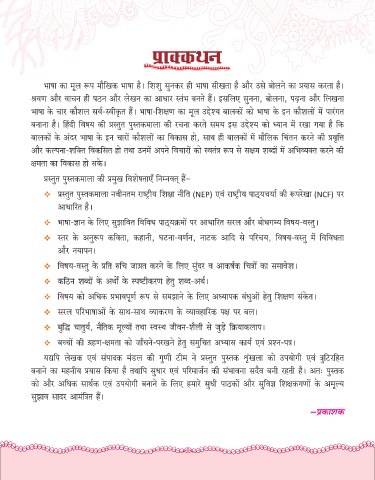 प्राक्कथन
भाषा का मूल रूप मौखिक भाषा है। शिशु सुनकर ही भाषा सीखता है और उसे बोलने का प्रयास करता है।
श्रवण और वाचन ही पठन और लेखन का आधार स्तंभ बनते हैं। इसलिए सुनना, बोलना, पढ़ना और लिखना
भाषा के चार कौशल सर्व-स्वीकृत हैं। भाषा-शिक्षण का मूल उद्देश्य बालकों को भाषा के इन कौशलों में पारंगत
बनाना है। हिंदी विषय की प्रस्तुत पुस्तकमाला की रचना करते समय इस उद्देश्य को ध्यान में रखा गया है कि
बालकों के अंदर भाषा के इन चारों कौशलों का विकास हो, साथ ही बालकों में मौलिक चिंतन करने की प्रवृत्ति
और कल्पना-शक्ति विकसित हो तथा उनमें अपने विचारों को स्वतंत्र रूप से सक्षम शब्दों में अभिव्यक्त करने की
क्षमता का विकास हो सके।
प्रस्तुत पुस्तकमाला की प्रमुख विशेषताएँ निम्नवत् हैं–
❖ प्रस्तुत पुस्तकमाला नवीनतम राष्ट्रीय शिक्षा नीति (NEP) एवं राष्ट्रीय पाठ्यचर्या की रूपरेखा (NCF) पर
आधारित है।
❖ भाषा-ज्ञान के लिए सुझावित विविध पाठ्यक्रमों पर आधारित सरल और बोधगम्य विषय-वस्तु।
❖ स्तर के अनुरूप कविता, कहानी, घटना-वर्णन, नाटक आदि से परिचय, विषय-वस्तु में विविधता
और नयापन।
❖ विषय-वस्तु के प्रति रुचि जाग्रत करने के लिए सुंदर व आकर्षक चित्रों का समावेश।
❖ कठिन शब्दों के अर्थों के स्पष्टीकरण हेतु शब्द-अर्थ।
❖ विषय को अधिक प्रभावपूर्ण रूप से समझाने के लिए अध्यापक बंधुओं हेतु शिक्षण संकेत।
❖ सरल परिभाषाओं के साथ-साथ व्याकरण के व्यावहारिक पक्ष पर बल।
❖ बुद्धि चातुर्य, नैतिक मूल्यों तथा स्वस्थ जीवन-शैली से जुड़े क्रियाकलाप।
❖ बच्चों की ग्रहण-क्षमता को जाँचने-परखने हेतु समुचित अभ्यास कार्य एवं प्रश्न-पत्र।
यद्यपि लेखक एवं संपादक मंडल की गुणी टीम ने प्रस्तुत पुस्तक शृंखला को उपयोगी एवं त्रुटिरहित
बनाने का महनीय प्रयास किया है तथापि सुधार एवं परिमार्जन की संभावना सदैव बनी रहती है। अतः पुस्तक
को और अधिक सार्थक एवं उपयोगी बनाने के लिए हमारे सुधी पाठकों और सुविज्ञ शिक्षकगणों के अमूल्य
सुझाव सादर आमंत्रित हैं।
–प्रकाशक